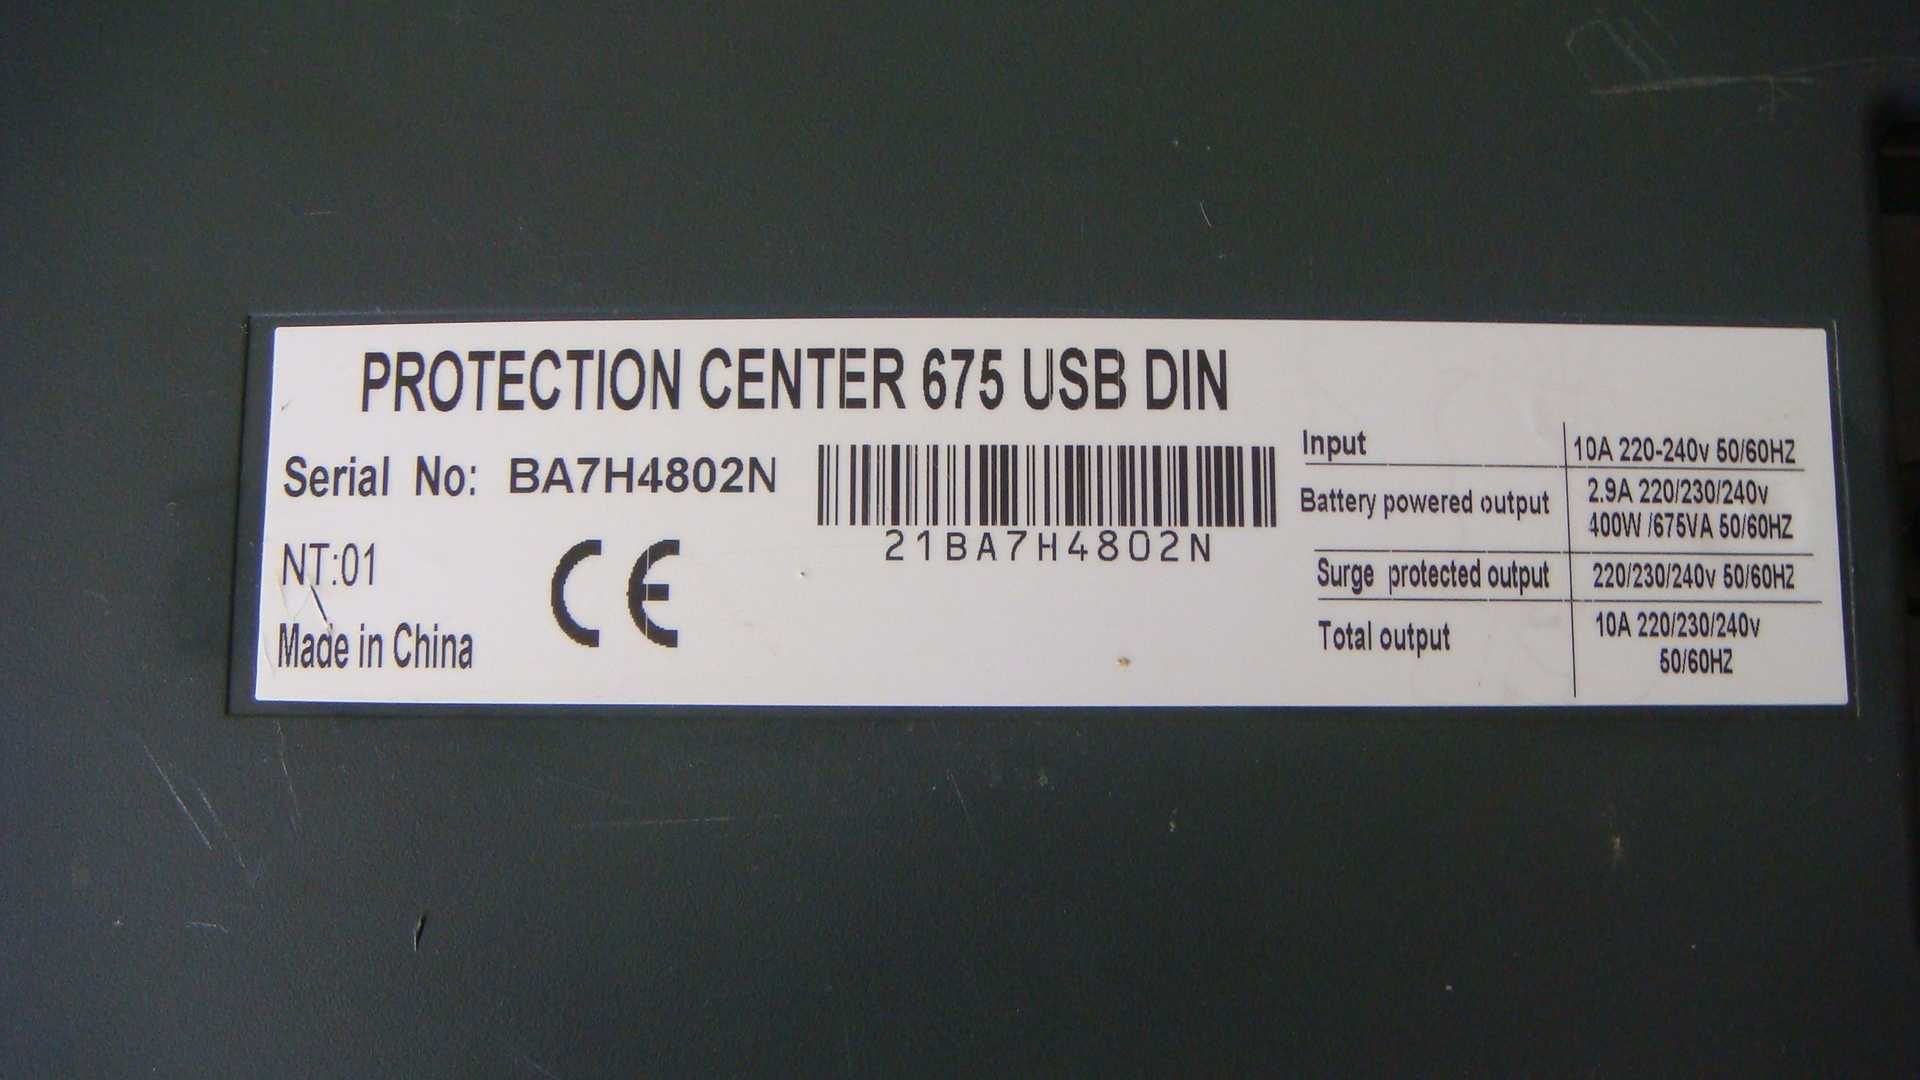 PROTECTION CENTER 675 USB DIN
Serial No: BA7H4802N
21BA7H4802N
NT:01
CE
Made in China
Input 10A 220-240v 50/60HZ
Battery powered output 2.9A 220/230/240v
400W /675VA 50/60HZ
Surge protected output 220/230/240v 50/60HZ
Total output 10A 220/230/240v
50/60HZ